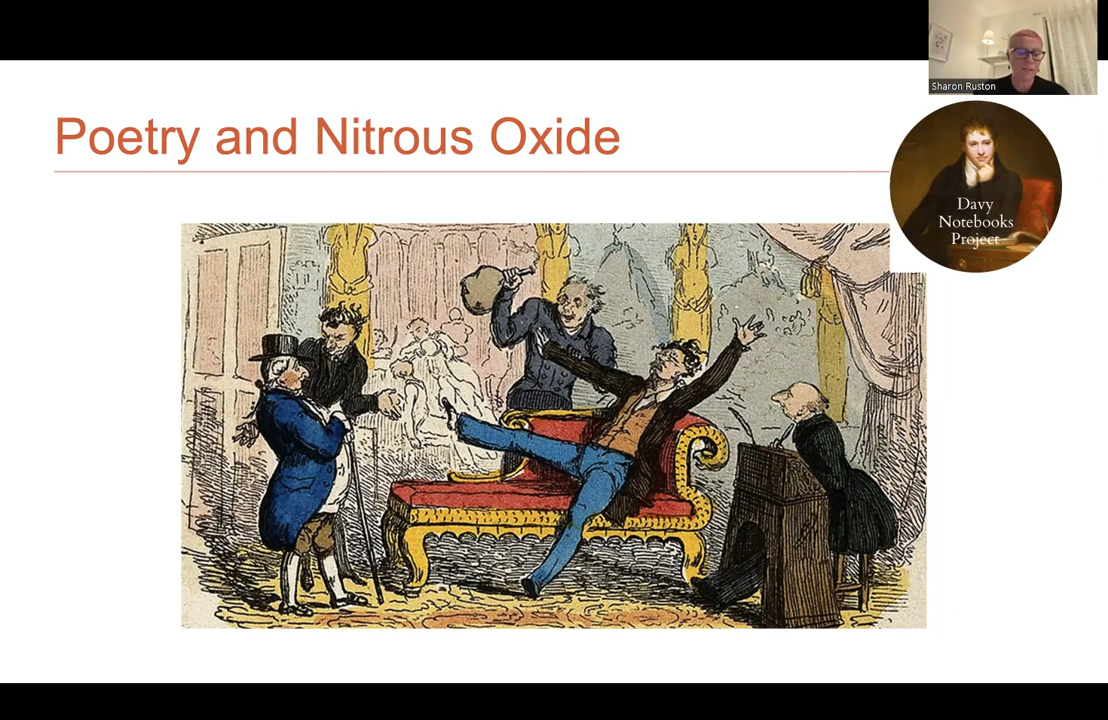 Sharon Ruston
Poetry and Nitrous Oxide
Davy
Notebooks
Project